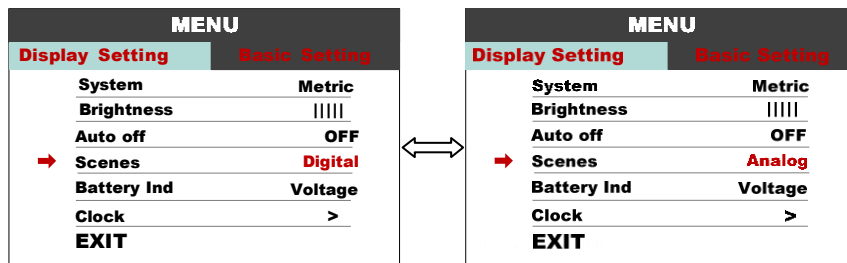 MENU
Display Setting Basic Setting
System Metric
Brightness |||||
Auto off OFF
Scenes Digital
Battery Ind Voltage
Clock >
EXIT
MENU
Display Setting Basic Setting
System Metric
Brightness |||||
Auto off OFF
Scenes Analog
Battery Ind Voltage
Clock >
EXIT